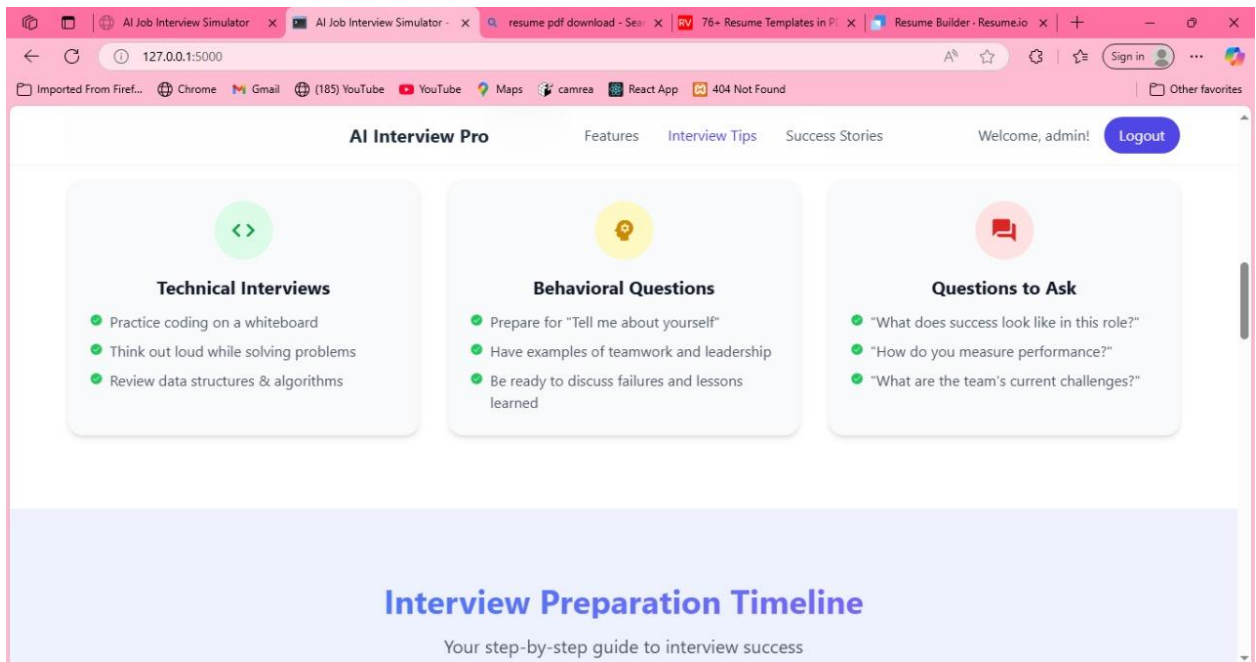 AI Job Interview Simulator
AI Job Interview Simulator -
resume pdf download - Sear
RV 76+ Resume Templates in P
Resume Builder · Resume.io
127.0.0.1:5000
Sign in
Imported From Firef...
Chrome
Gmail
(185) YouTube
YouTube
Maps
camrea
React App
404 Not Found
Other favorites
AI Interview Pro
Features
Interview Tips
Success Stories
Welcome, admin!
Logout
Technical Interviews
Practice coding on a whiteboard
Think out loud while solving problems
Review data structures & algorithms
Behavioral Questions
Prepare for "Tell me about yourself"
Have examples of teamwork and leadership
Be ready to discuss failures and lessons
learned
Questions to Ask
"What does success look like in this role?"
"How do you measure performance?"
"What are the team's current challenges?"
Interview Preparation Timeline
Your step-by-step guide to interview success